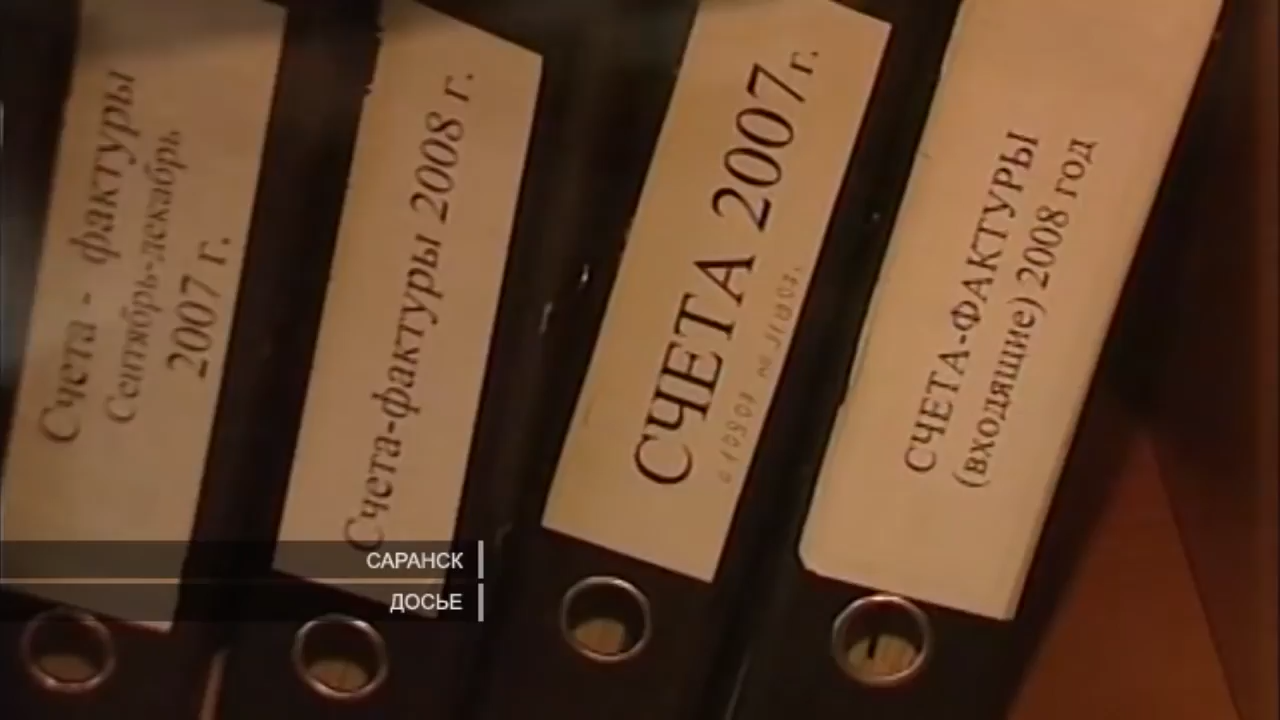 Счета - фактуры
Сентябрь-декабрь
2007 г.
Счета-фактуры 2008 г.
СЧЕТА 2007 г.
СЧЕТА-ФАКТУРЫ
(входящие) 2008 год
САРАНСК
ДОСЬЕ